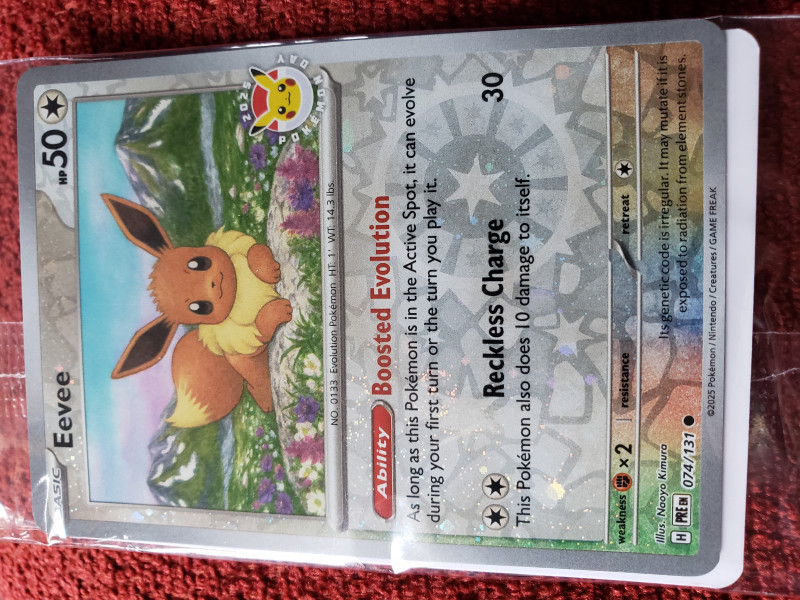 ASIC
Eevee
HP 50
2025
POKÉMON DAY
NO. 0133 Evolution Pokémon HT: 1' WT: 14.3 lbs.
Ability Boosted Evolution
As long as this Pokémon is in the Active Spot, it can evolve
during your first turn or the turn you play it.
Reckless Charge 30
This Pokémon also does 10 damage to itself.
weakness ×2 resistance retreat
Illus. Naoyo Kimura
H PRE EN 074/131
Its genetic code is irregular. It may mutate if it is
exposed to radiation from element stones.
©2025 Pokémon / Nintendo / Creatures / GAME FREAK